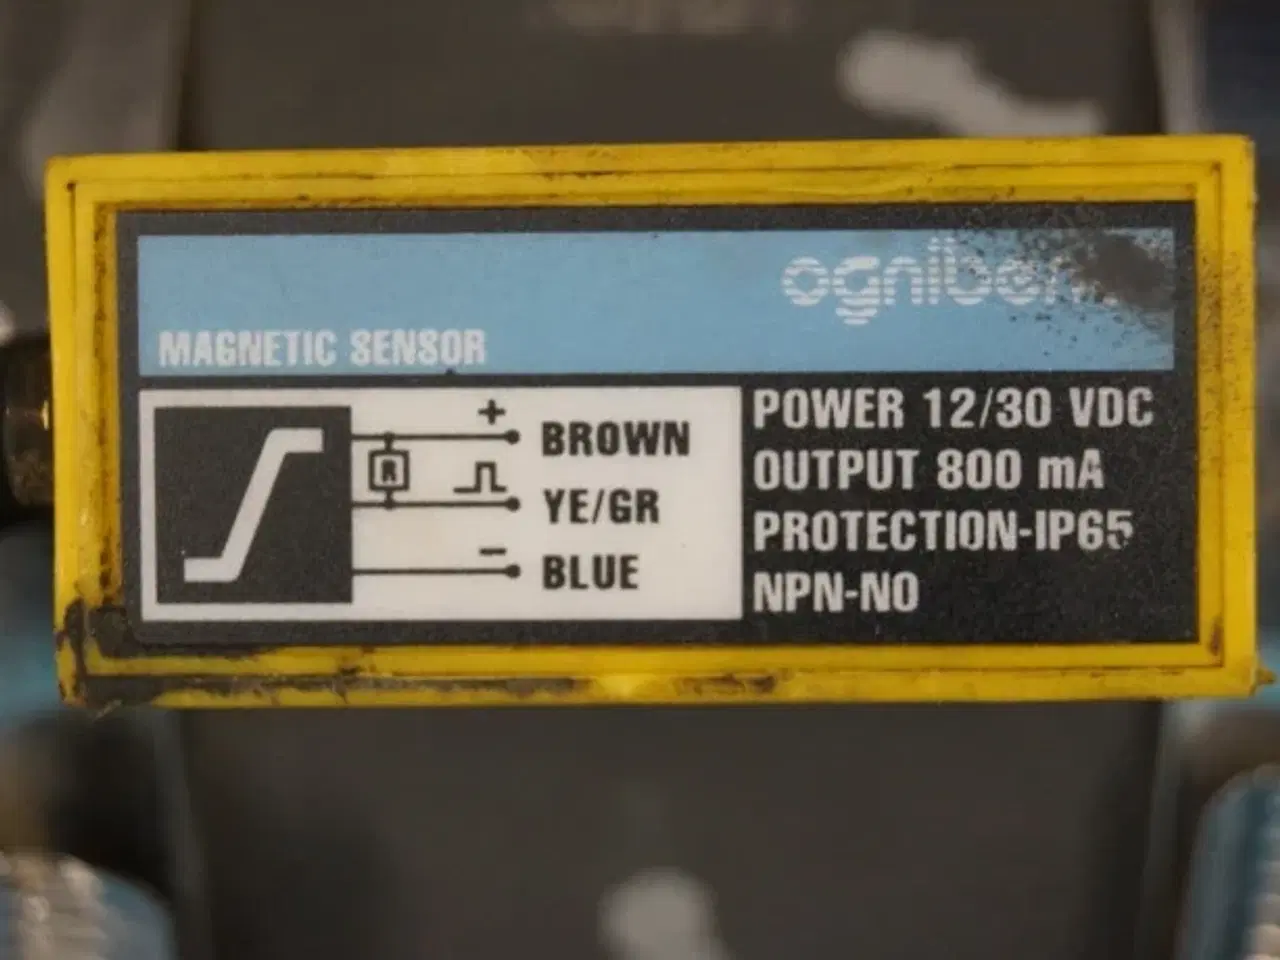 MAGNETIC SENSOR
+ BROWN
R
YE/GR
- BLUE
POWER 12/30 VDC
OUTPUT 800 mA
PROTECTION-IP65
NPN-NO